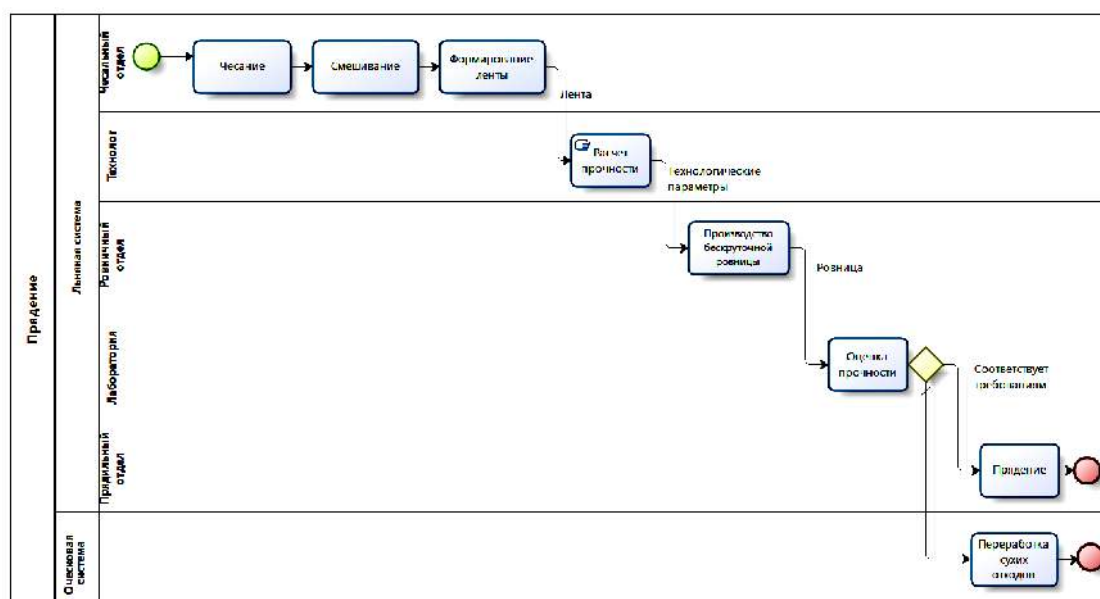 Прядение
Льняная система
Чесальный
отдел
Чесание
Смешивание
Формирование
ленты
Лента
Технолог
Расчет
прочности
Технологические
параметры
Ровничный
отдел
Производство
бескруточной
ровницы
Ровница
Лаборатория
Оценка
прочности
Соответствует
требованиям
Прядильный
отдел
Прядение
Оческовая
система
Переработка
сухих
отходов